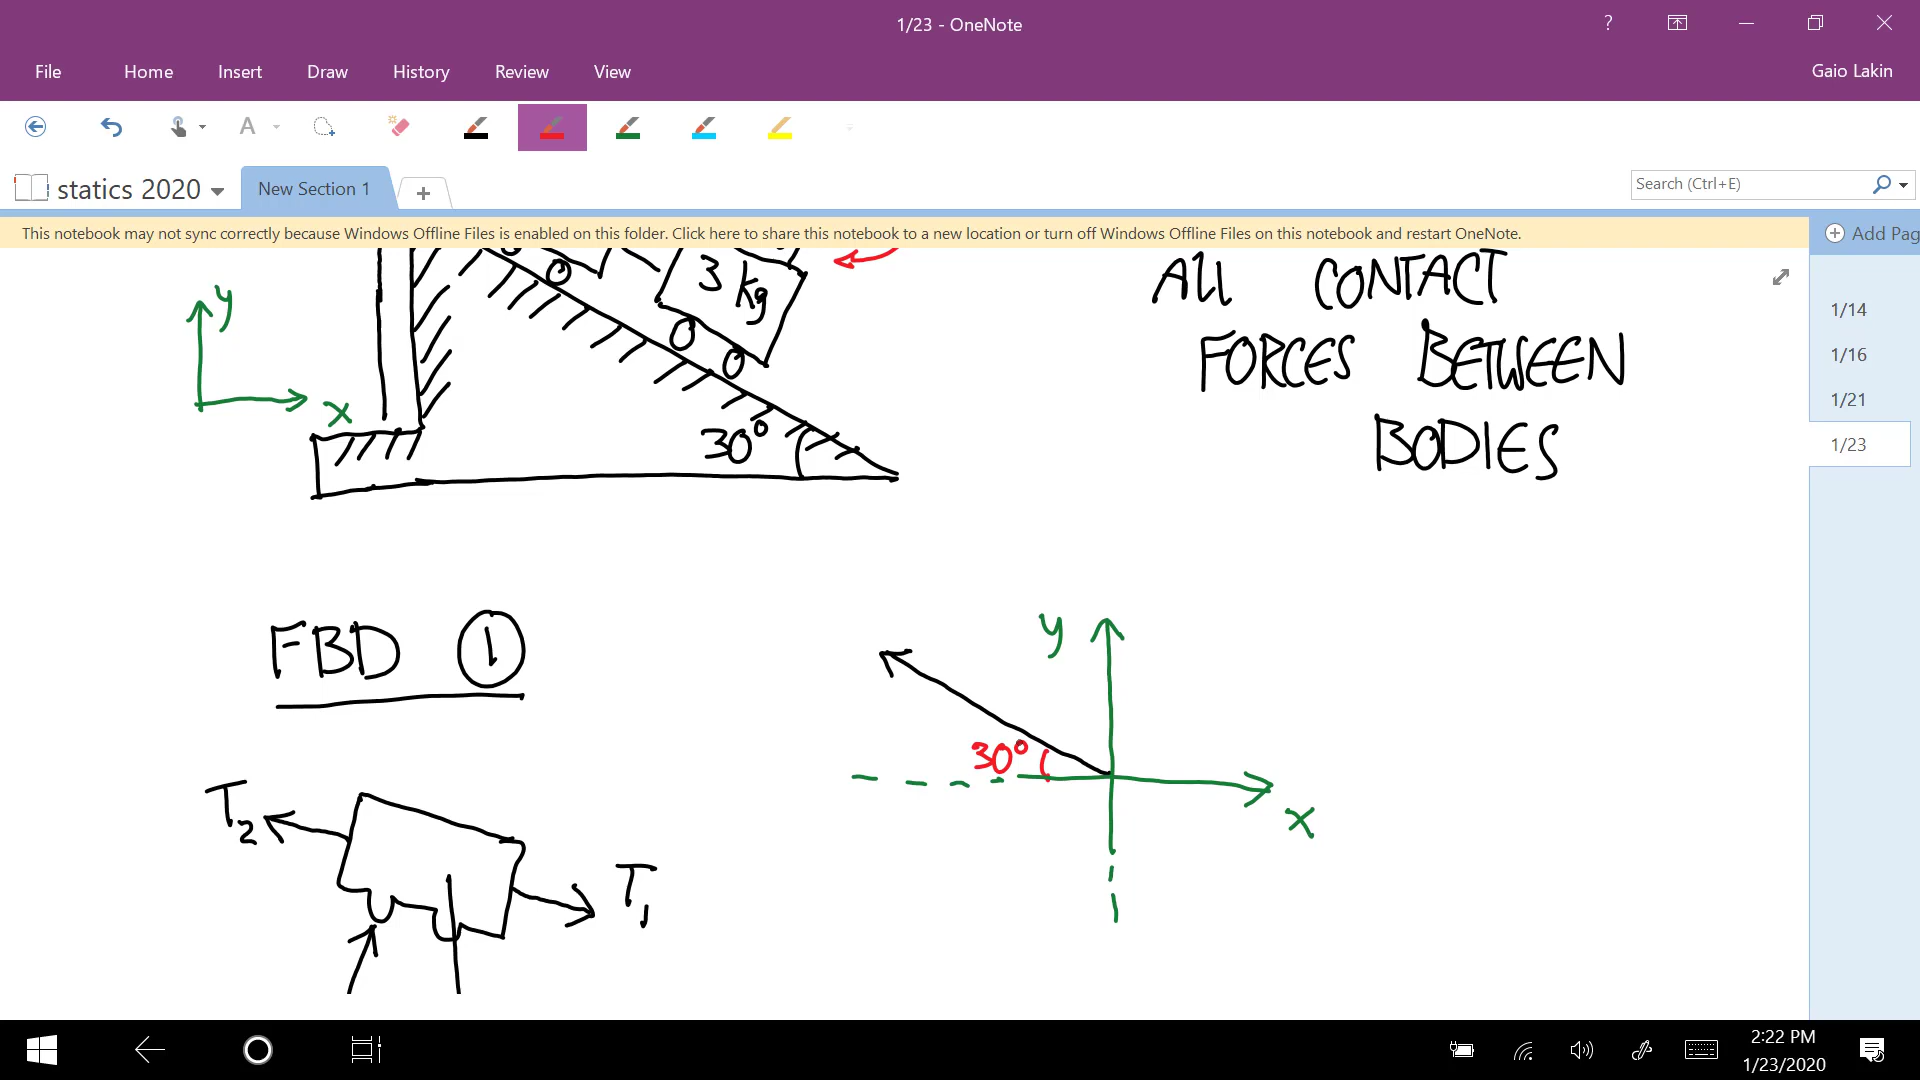 1/23 - OneNote
?
File Home Insert Draw History Review View
Gaio Lakin
A
statics 2020
New Section 1
+
Search (Ctrl+E)
This notebook may not sync correctly because Windows Offline Files is enabled on this folder. Click here to share this notebook to a new location or turn off Windows Offline Files on this notebook and restart OneNote.
Add Pag
1/14
1/16
1/21
1/23
3 kg
y
x
30°
All CONTACT
FORCES BETWEEN
BODIES
FBD ①
y
30°
x
T₂
T₁
2:22 PM
1/23/2020